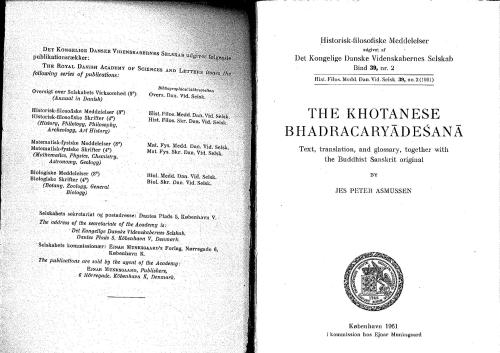 DET KONGELIGE DANSKE VIDENSKABERNES SELSKAB udgiver følgende
publikationsrækker:
THE ROYAL DANISH ACADEMY OF SCIENCES AND LETTERS issues the
following series of publications:
Bibliographical abbreviation
Oversigt over Selskabets Virksomhed (8°) Overs. Dan. Vid. Selsk.
(Annual in Danish)
Historisk-filosofiske Meddelelser (8°) Hist. Filos. Medd. Dan. Vid. Selsk.
Historisk-filosofiske Skrifter (4°) Hist. Filos. Skr. Dan. Vid. Selsk.
(History, Philology, Philosophy,
Archeology, Art History)
Matematisk-fysiske Meddelelser (8°) Mat. Fys. Medd. Dan. Vid. Selsk.
Matematisk-fysiske Skrifter (4°) Mat. Fys. Skr. Dan. Vid. Selsk.
(Mathematics, Physics, Chemistry,
Astronomy, Geology)
Biologiske Meddelelser (8°) Biol. Medd. Dan. Vid. Selsk.
Biologiske Skrifter (4°) Biol. Skr. Dan. Vid. Selsk.
(Botany, Zoology, General
Biology)
Selskabets sekretariat og postadresse: Dantes Plads 5, København V.
The address of the secretariate of the Academy is:
Det Kongelige Danske Videnskabernes Selskab,
Dantes Plads 5, Köbenhavn V, Denmark.
Selskabets kommissionær: EJNAR MUNKSGAARD's Forlag, Nørregade 6,
København K.
The publications are sold by the agent of the Academy:
EJNAR MUNKSGAARD, Publishers,
6 Nörregade, Köbenhavn K, Denmark.
Historisk-filosofiske Meddelelser
udgivet af
Det Kongelige Danske Videnskabernes Selskab
Bind 39, nr. 2
Hist. Filos. Medd. Dan. Vid. Selsk. 39, no. 2 (1961)
THE KHOTANESE
BHADRACARYĀDEŚANĀ
Text, translation, and glossary, together with
the Buddhist Sanskrit original
BY
JES PETER ASMUSSEN
København 1961
i kommission hos Ejnar Munksgaard